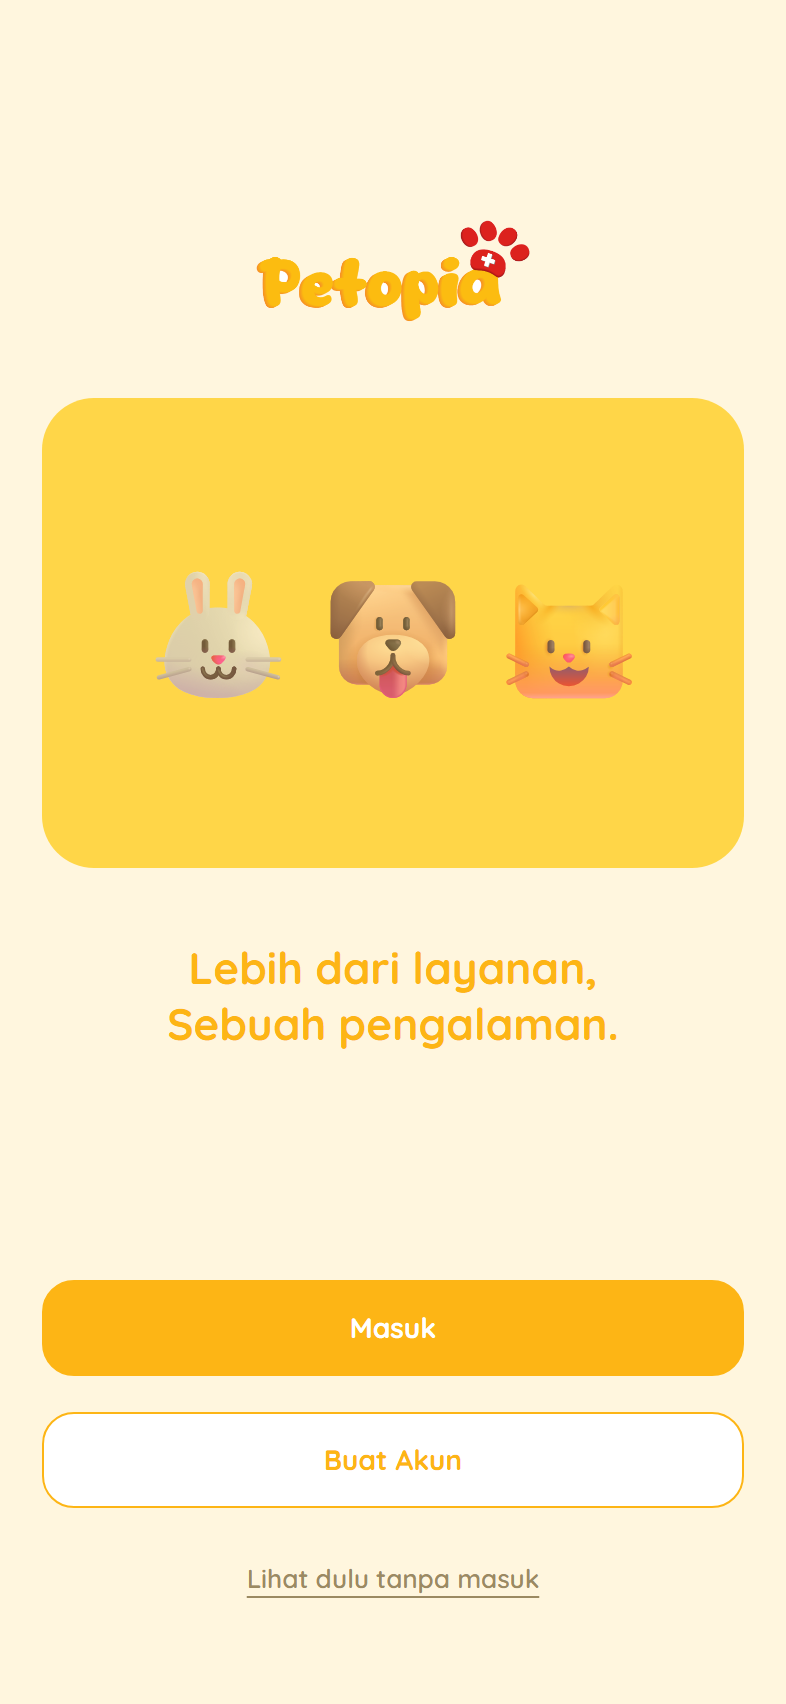 Petopia
Lebih dari layanan,
Sebuah pengalaman.
Masuk
Buat Akun
Lihat dulu tanpa masuk